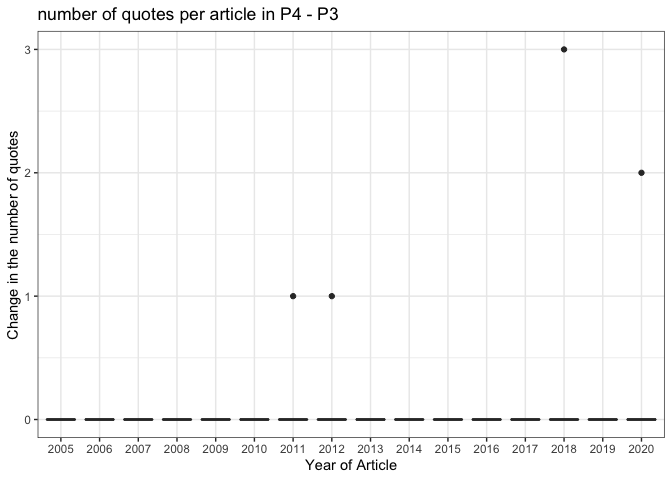 number of quotes per article in P4 - P3
Change in the number of quotes
3
2
1
0
2005 2006 2007 2008 2009 2010 2011 2012 2013 2014 2015 2016 2017 2018 2019 2020
Year of Article